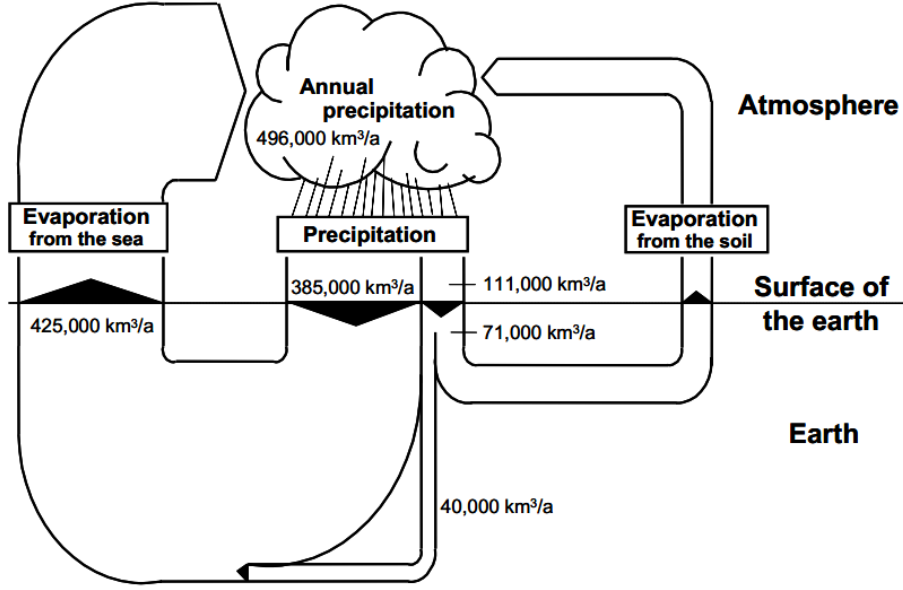 Annual
precipitation
496,000 km³/a
Atmosphere
Evaporation
from the sea
Precipitation
Evaporation
from the soil
385,000 km³/a
111,000 km³/a
Surface of
the earth
425,000 km³/a
71,000 km³/a
Earth
40,000 km³/a